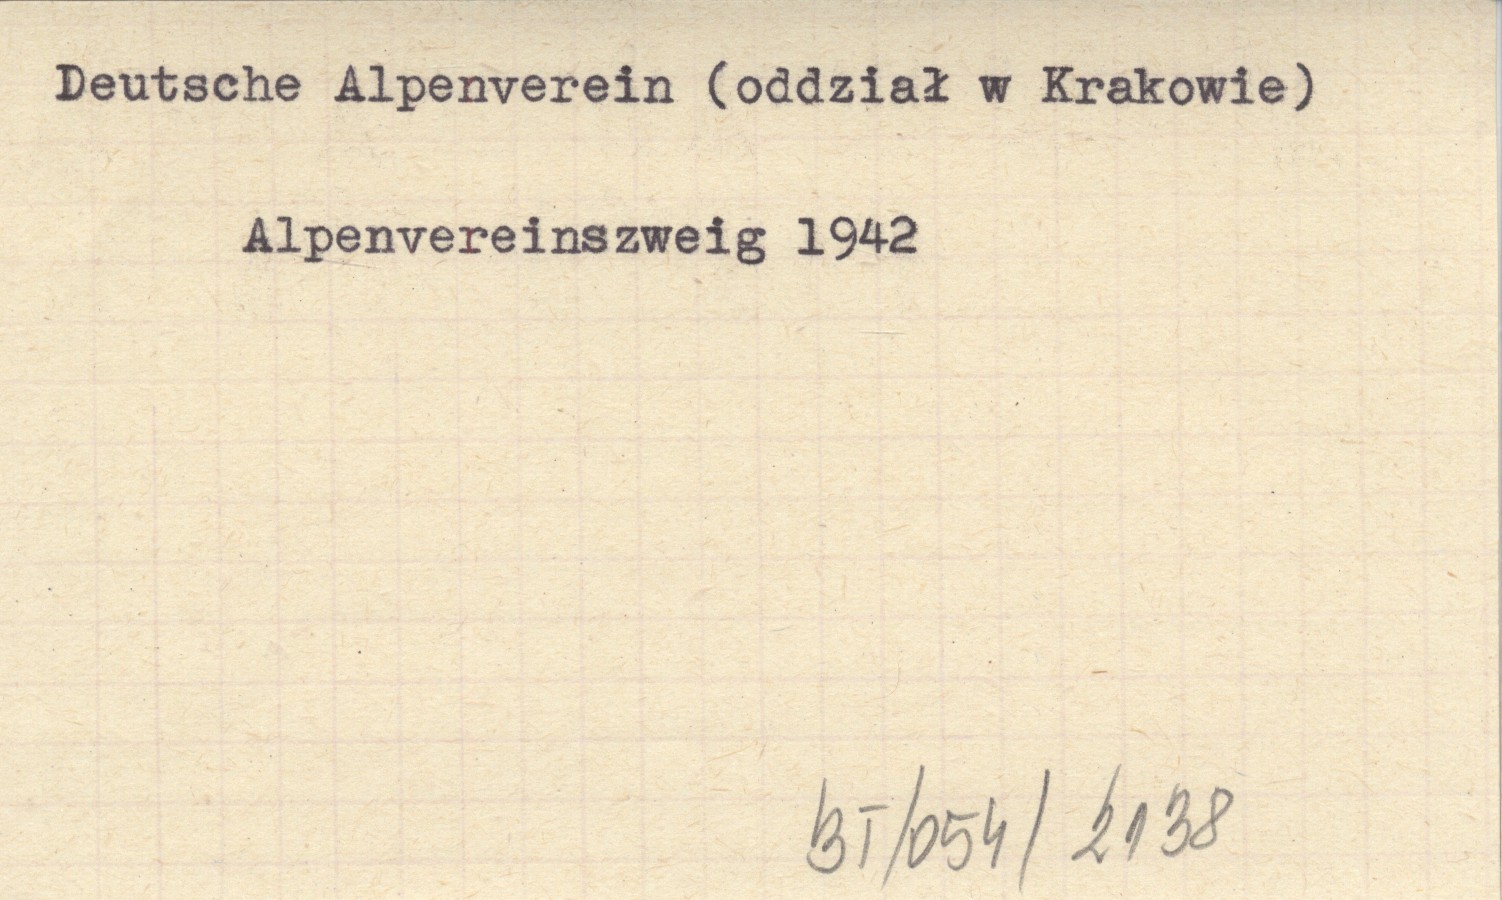 Deutsche Alpenverein (oddział w Krakowie)
Alpenvereinszweig 1942
BT/054/2138